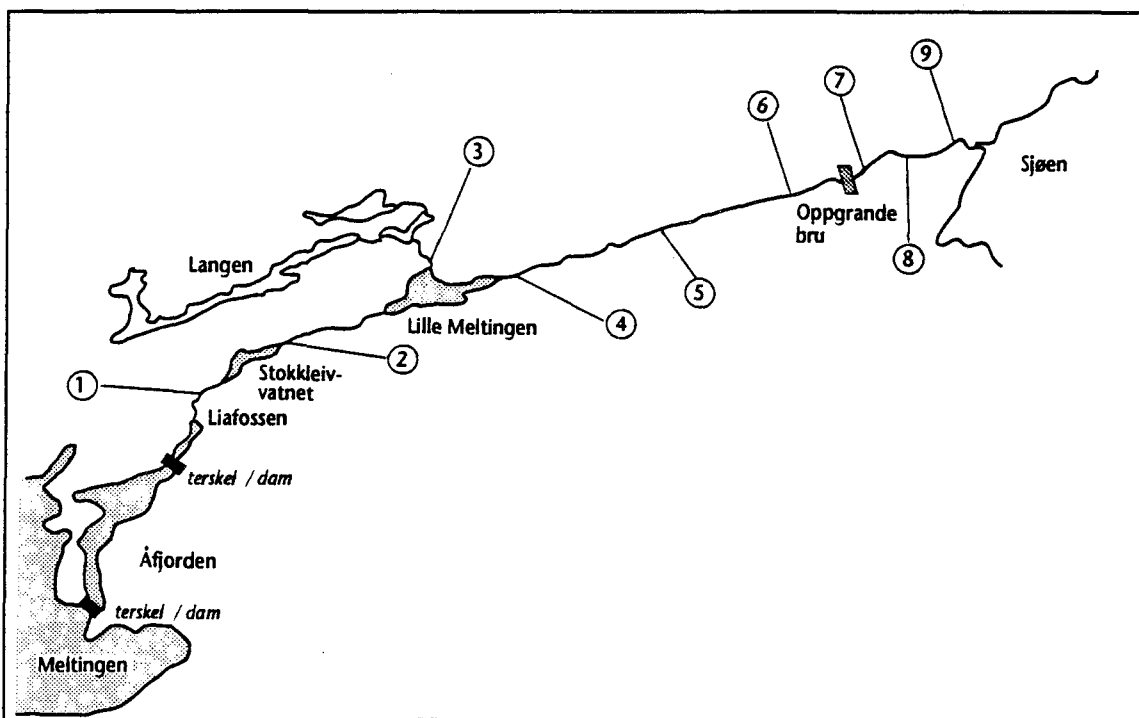 9
7
6
3
Sjøen
Oppgrande
bru
Langen
8
5
Lille Meltingen
4
2
Stokkleiv-
vatnet
1
Liafossen
terskel / dam
Åfjorden
terskel / dam
Meltingen